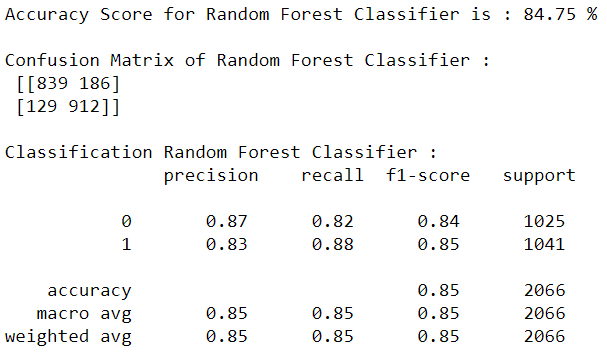 Accuracy Score for Random Forest Classifier is : 84.75 %
Confusion Matrix of Random Forest Classifier :
[[839 186]
[129 912]]
Classification Random Forest Classifier :
precision recall f1-score support
0 0.87 0.82 0.84 1025
1 0.83 0.88 0.85 1041
accuracy 0.85 2066
macro avg 0.85 0.85 0.85 2066
weighted avg 0.85 0.85 0.85 2066